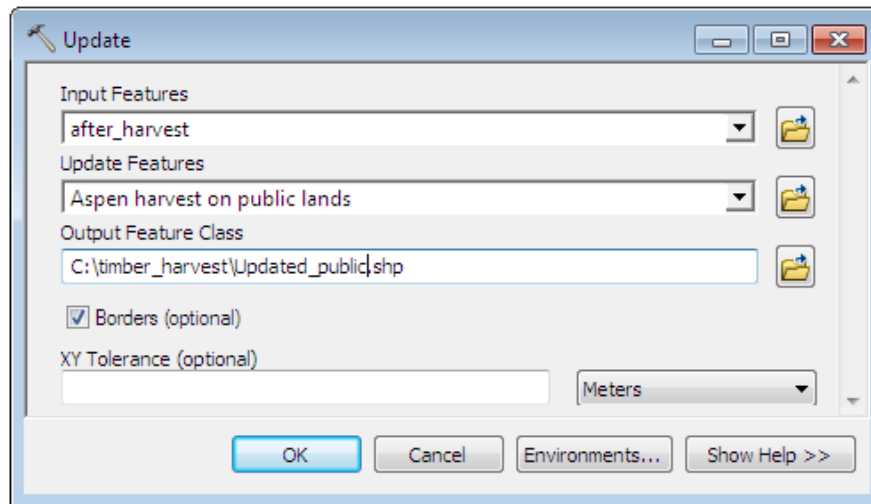 Update
Input Features
after_harvest
Update Features
Aspen harvest on public lands
Output Feature Class
C:\timber_harvest\Updated_public.shp
Borders (optional)
XY Tolerance (optional)
Meters
OK Cancel Environments... Show Help >>